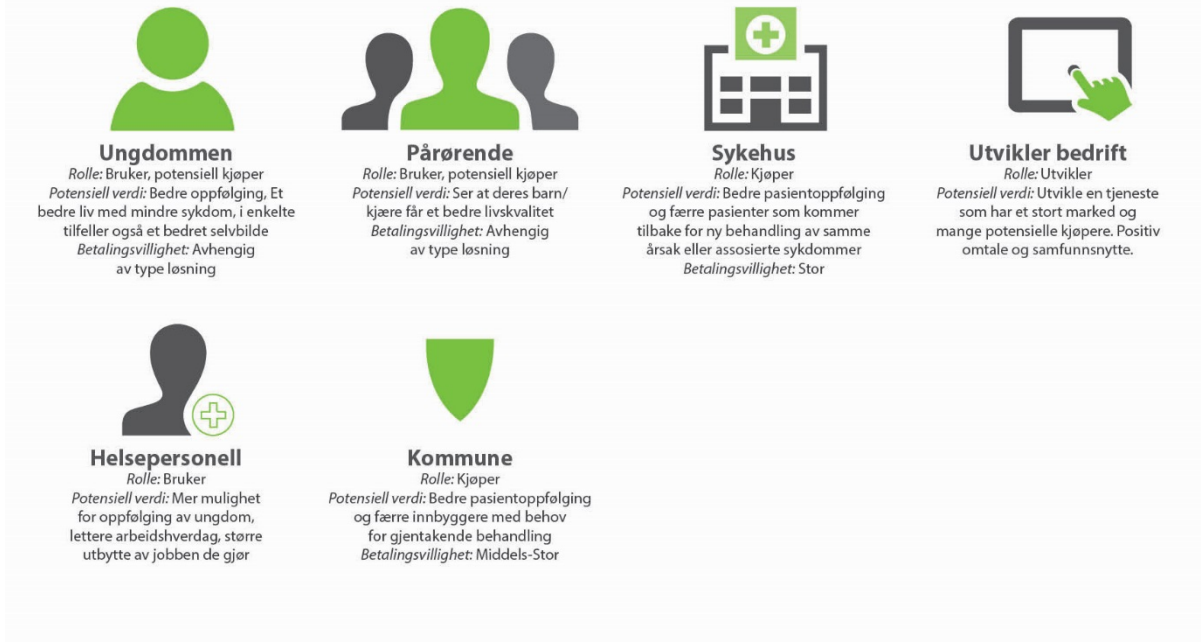 Ungdommen
Rolle: Bruker, potensiell kjøper
Potensiell verdi: Bedre oppfølging, Et
bedre liv med mindre sykdom, i enkelte
tilfeller også et bedret selvbilde
Betalingsvillighet: Avhengig
av type løsning
Pårørende
Rolle: Bruker, potensiell kjøper
Potensiell verdi: Ser at deres barn/
kjære får et bedre livskvalitet
Betalingsvillighet: Avhengig
av type løsning
Sykehus
Rolle: Kjøper
Potensiell verdi: Bedre pasientoppfølging
og færre pasienter som kommer
tilbake for ny behandling av samme
årsak eller assosierte sykdommer
Betalingsvillighet: Stor
Utvikler bedrift
Rolle: Utvikler
Potensiell verdi: Utvikle en tjeneste
som har et stort marked og
mange potensielle kjøpere. Positiv
omtale og samfunnsnytte.
Helsepersonell
Rolle: Bruker
Potensiell verdi: Mer mulighet
for oppfølging av ungdom,
lettere arbeidshverdag, større
utbytte av jobben de gjør
Kommune
Rolle: Kjøper
Potensiell verdi: Bedre pasientoppfølging
og færre innbyggere med behov
for gjentakende behandling
Betalingsvillighet: Middels-Stor